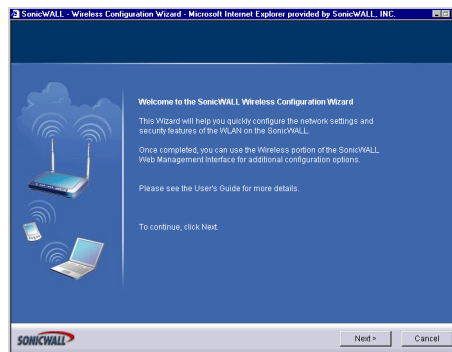 SonicWALL - Wireless Configuration Wizard - Microsoft Internet Explorer provided by SonicWALL, INC.
Welcome to the SonicWALL Wireless Configuration Wizard
This Wizard will help you quickly configure the network settings and
security features of the WLAN on the SonicWALL.
Once completed, you can use the Wireless portion of the SonicWALL
Web Management Interface for additional configuration options.
Please see the User's Guide for more details.
To continue, click Next.
SONICWALL
Next >
Cancel